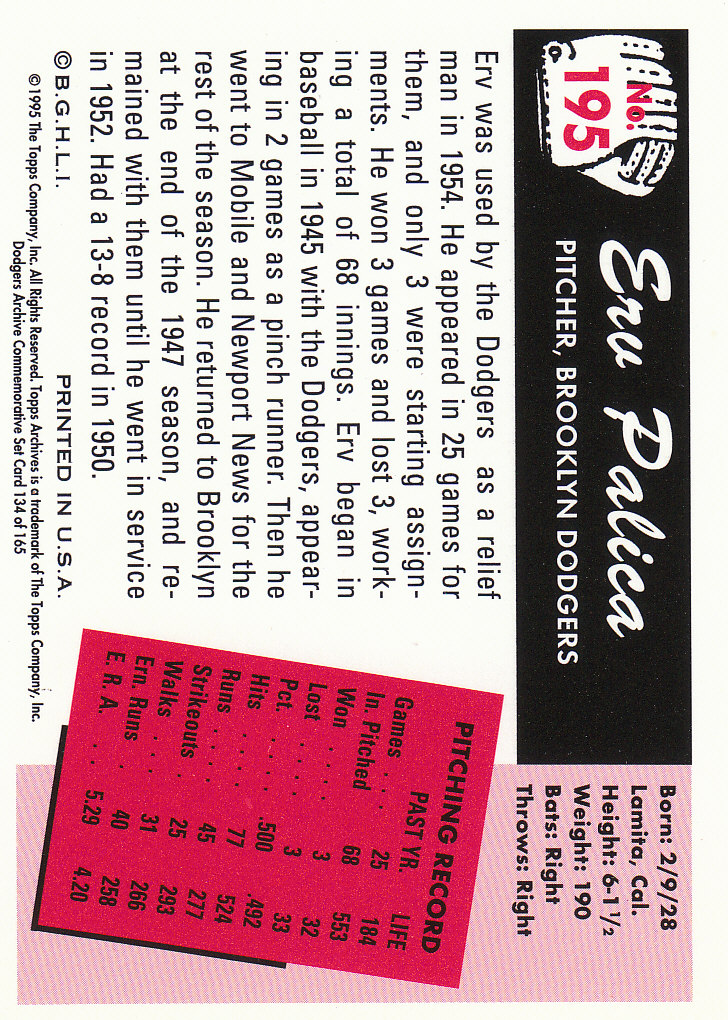 No.
195
Erv Palica
PITCHER, BROOKLYN DODGERS
Born: 2/9/28
Lamita, Cal.
Height: 6-1 1/2
Weight: 190
Bats: Right
Throws: Right
Erv was used by the Dodgers as a relief
man in 1954. He appeared in 25 games for
them, and only 3 were starting assign-
ments. He won 3 games and lost 3, work-
ing a total of 68 innings. Erv began in
baseball in 1945 with the Dodgers, appear-
ing in 2 games as a pinch runner. Then he
went to Mobile and Newport News for the
rest of the season. He returned to Brooklyn
at the end of the 1947 season, and re-
mained with them until he went in service
in 1952. Had a 13-8 record in 1950.
PITCHING RECORD
PAST YR. LIFE
Games . . . 25 184
In. Pitched 68 553
Won . . . . 3 32
Lost . . . . 3 33
Pct. . . . . .500 .492
Hits . . . . 77 524
Runs . . . . 45 277
Strikeouts . 25 293
Walks . . . 31 266
Ern. Runs . 40 258
E. R. A. . . 5.29 4.20
© B.G.H.L.I. PRINTED IN U.S.A.
© 1995 The Topps Company, Inc. All Rights Reserved. Topps Archives is a trademark of The Topps Company, Inc.
Dodgers Archive Commemorative Set Card 134 of 165